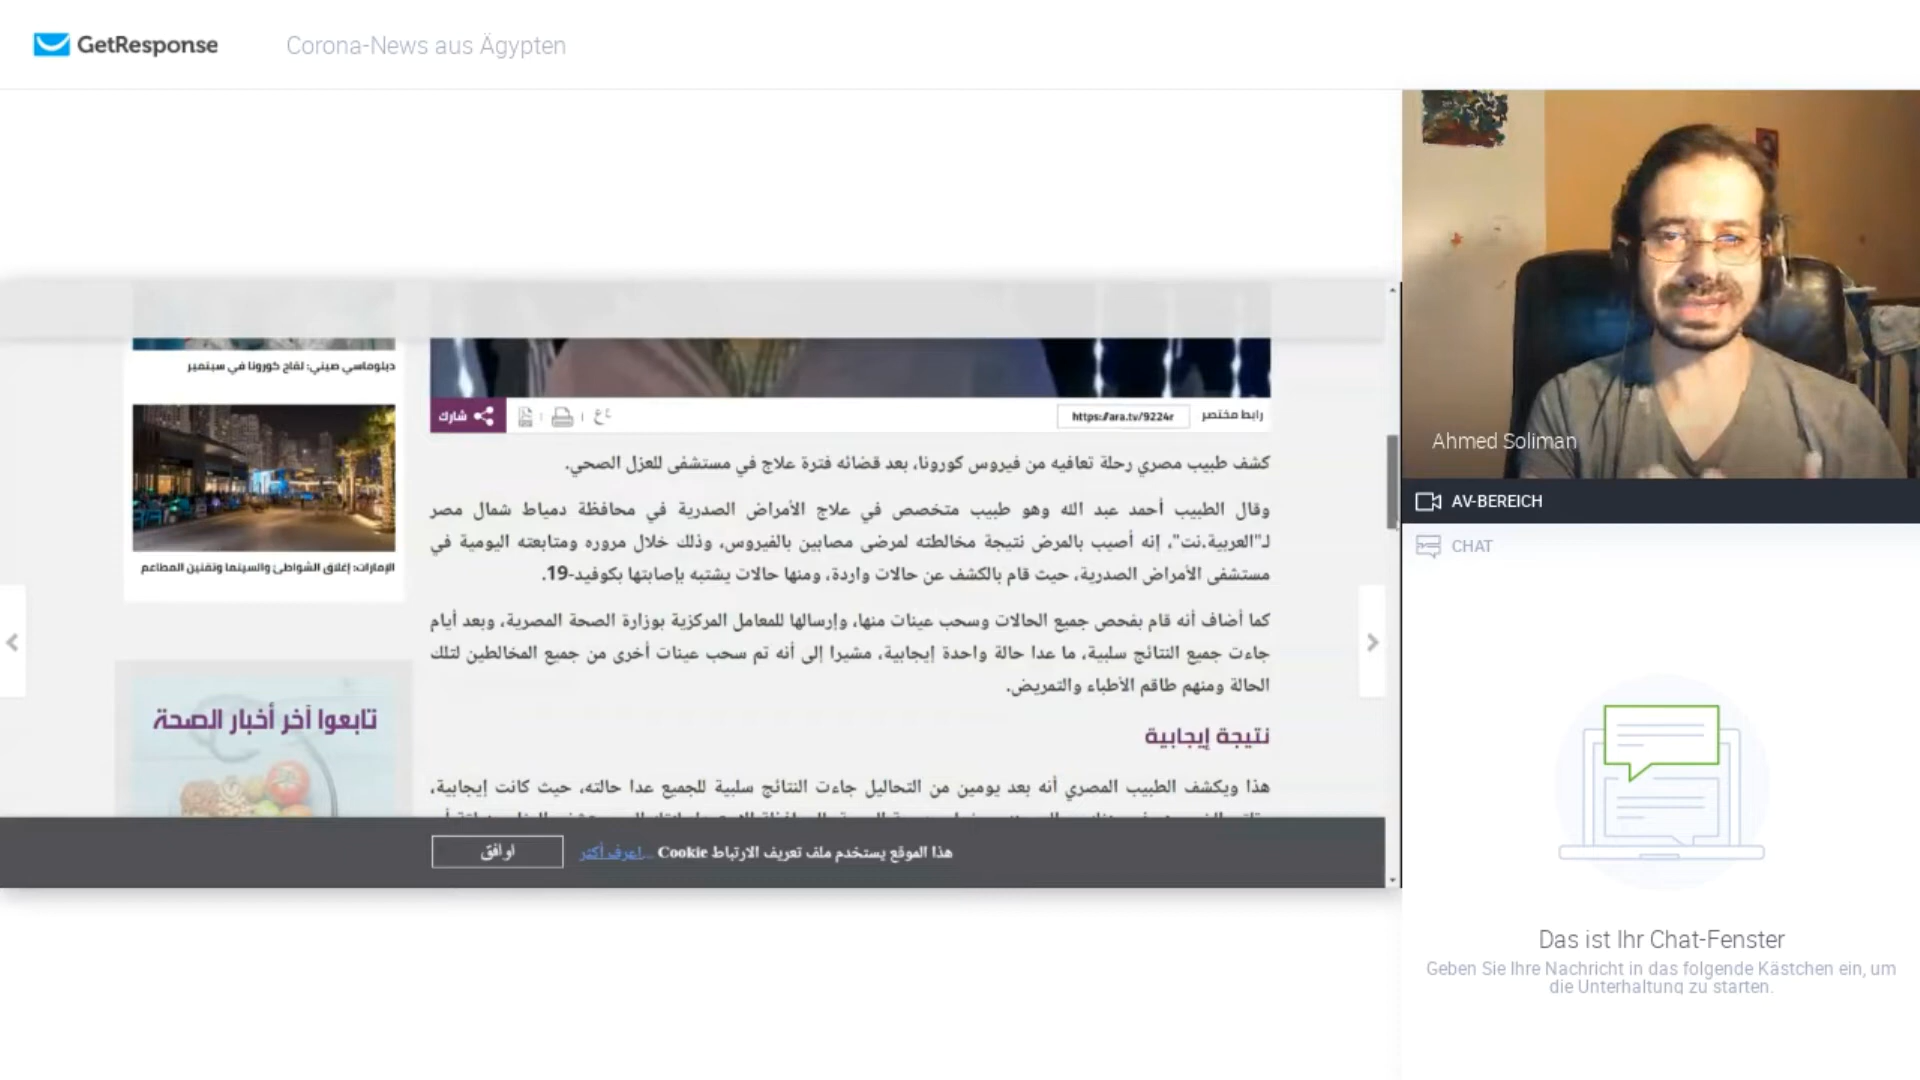 GetResponse
Corona-News aus Ägypten
دبلوماسي صيني: لقاح كورونا في سبتمبر
الإمارات: إغلاق الشواطئ والسينما وتقنين المطاعم
تابعوا آخر أخبار الصحة
شارك
https://ara.tv/9224r
رابط مختصر
كشف طبيب مصري رحلة تعافيه من فيروس كورونا، بعد قضائه فترة علاج في مستشفى للعزل الصحي.
وقال الطبيب أحمد عبد الله وهو طبيب متخصص في علاج الأمراض الصدرية في محافظة دمياط شمال مصر
لـ"العربية.نت"، إنه أصيب بالمرض نتيجة مخالطته لمرضى مصابين بالفيروس، وذلك خلال مروره ومتابعته اليومية في
مستشفى الأمراض الصدرية، حيث قام بالكشف عن حالات واردة، ومنها حالات يشتبه بإصابتها بكوفيد-19.
كما أضاف أنه قام بفحص جميع الحالات وسحب عينات منها، وإرسالها للمعامل المركزية بوزارة الصحة المصرية، وبعد أيام
جاءت جميع النتائج سلبية، ما عدا حالة واحدة إيجابية، مشيرا إلى أنه تم سحب عينات أخرى من جميع المخالطين لتلك
الحالة ومنهم طاقم الأطباء والتمريض.
نتيجة إيجابية
هذا ويكشف الطبيب المصري أنه بعد يومين من التحاليل جاءت النتائج سلبية للجميع عدا حالته، حيث كانت إيجابية،
هذا الموقع يستخدم ملف تعريف الارتباط Cookie ...اعرف أكثر
اوافق
Ahmed Soliman
AV-BEREICH
CHAT
Das ist Ihr Chat-Fenster
Geben Sie Ihre Nachricht in das folgende Kästchen ein, um
die Unterhaltung zu starten.